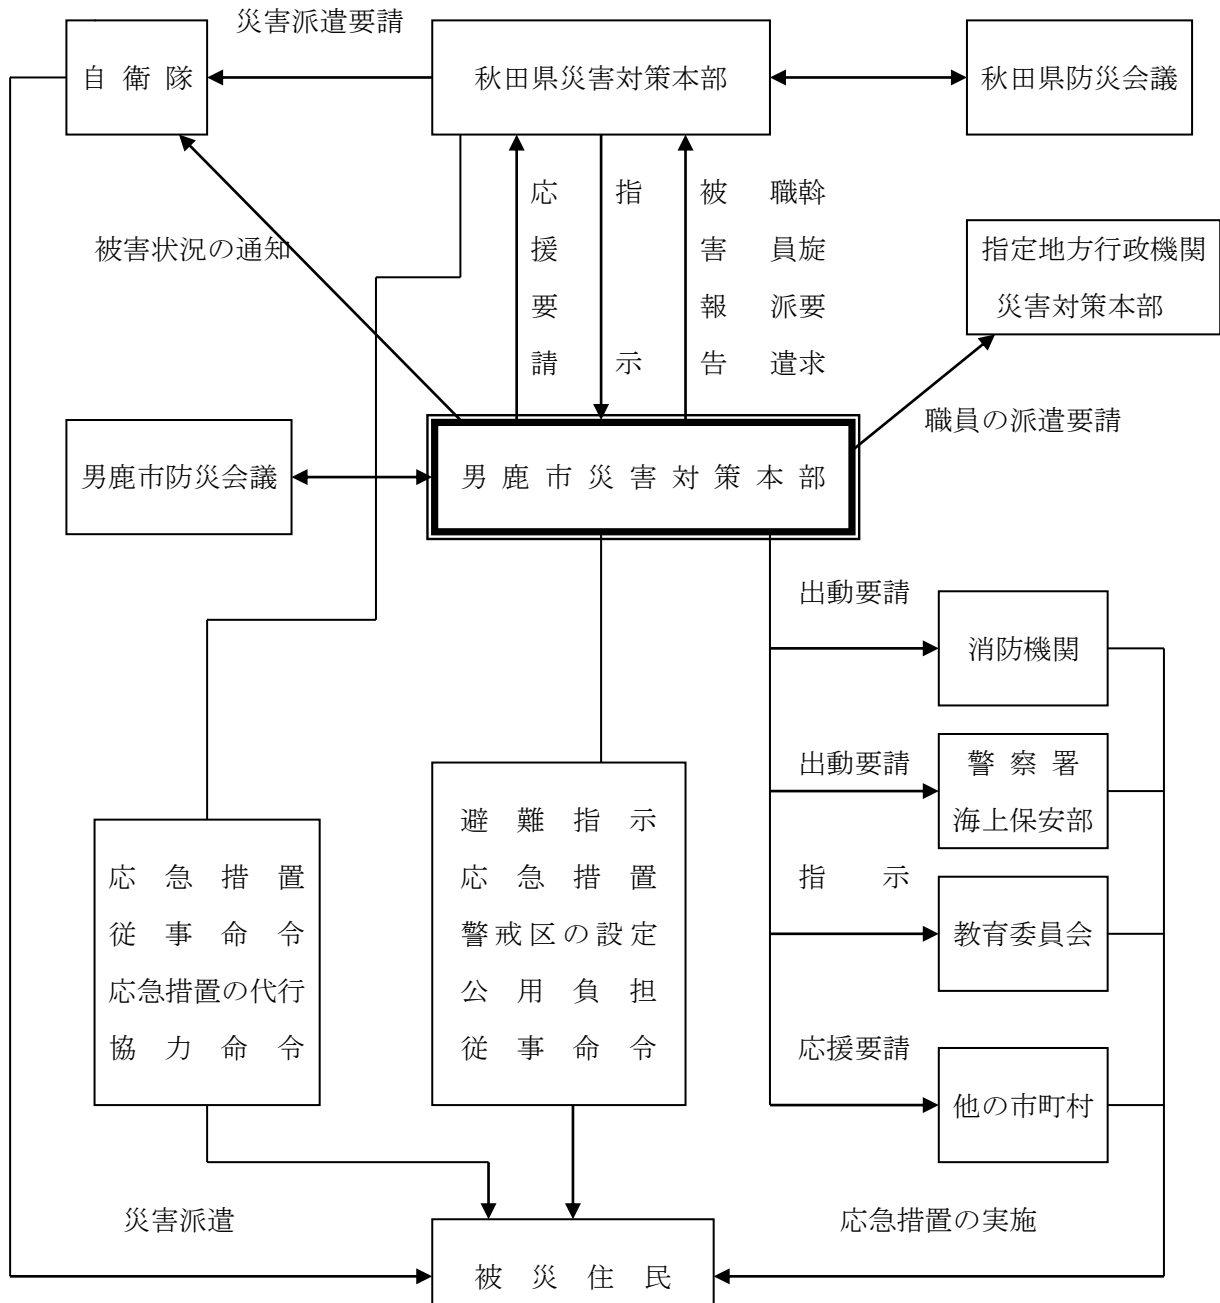 災害派遣要請
自衛隊
秋田県災害対策本部
秋田県防災会議
応援要請
指示
被害報告
職員派遣
斡旋要求
被害状況の通知
指定地方行政機関
災害対策本部
職員の派遣要請
男鹿市防災会議
男鹿市災害対策本部
出動要請
消防機関
出動要請
警察署
海上保安部
指示
教育委員会
応援要請
他の市町村
応急措置
従事命令
応急措置の代行
協力命令
避難指示
応急措置
警戒区の設定
公用負担
従事命令
災害派遣
応急措置の実施
被災住民